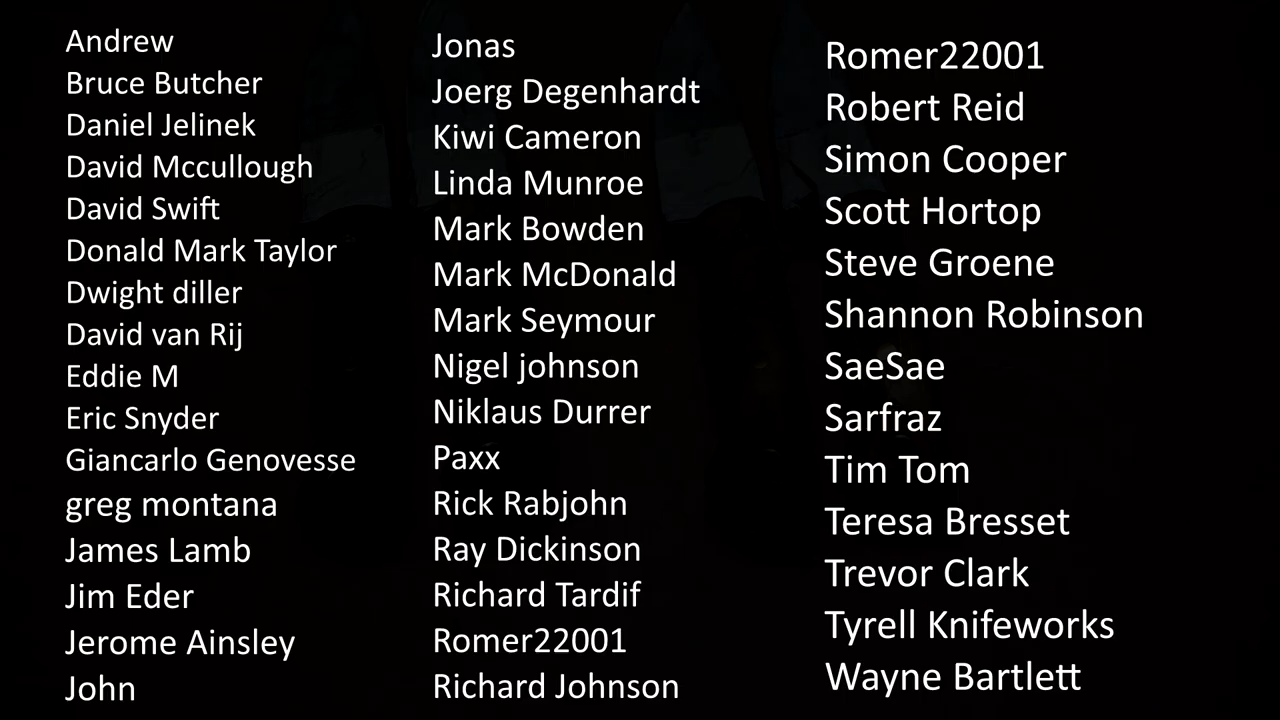 Andrew
Bruce Butcher
Daniel Jelinek
David Mccullough
David Swift
Donald Mark Taylor
Dwight diller
David van Rij
Eddie M
Eric Snyder
Giancarlo Genovesse
greg montana
James Lamb
Jim Eder
Jerome Ainsley
John
Jonas
Joerg Degenhardt
Kiwi Cameron
Linda Munroe
Mark Bowden
Mark McDonald
Mark Seymour
Nigel johnson
Niklaus Durrer
Paxx
Rick Rabjohn
Ray Dickinson
Richard Tardif
Romer22001
Richard Johnson
Romer22001
Robert Reid
Simon Cooper
Scott Hortop
Steve Groene
Shannon Robinson
SaeSae
Sarfraz
Tim Tom
Teresa Bresset
Trevor Clark
Tyrell Knifeworks
Wayne Bartlett